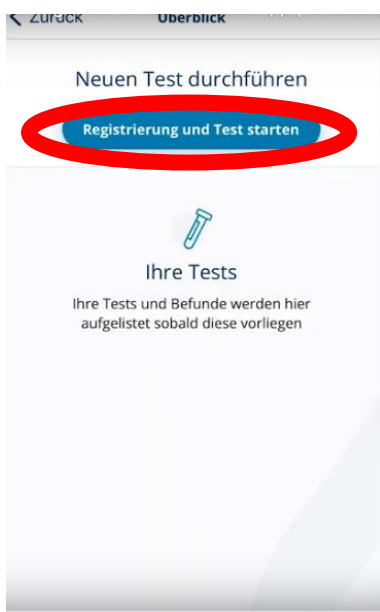 Zurück Überblick
Neuen Test durchführen
Registrierung und Test starten
Ihre Tests
Ihre Tests und Befunde werden hier
aufgelistet sobald diese vorliegen